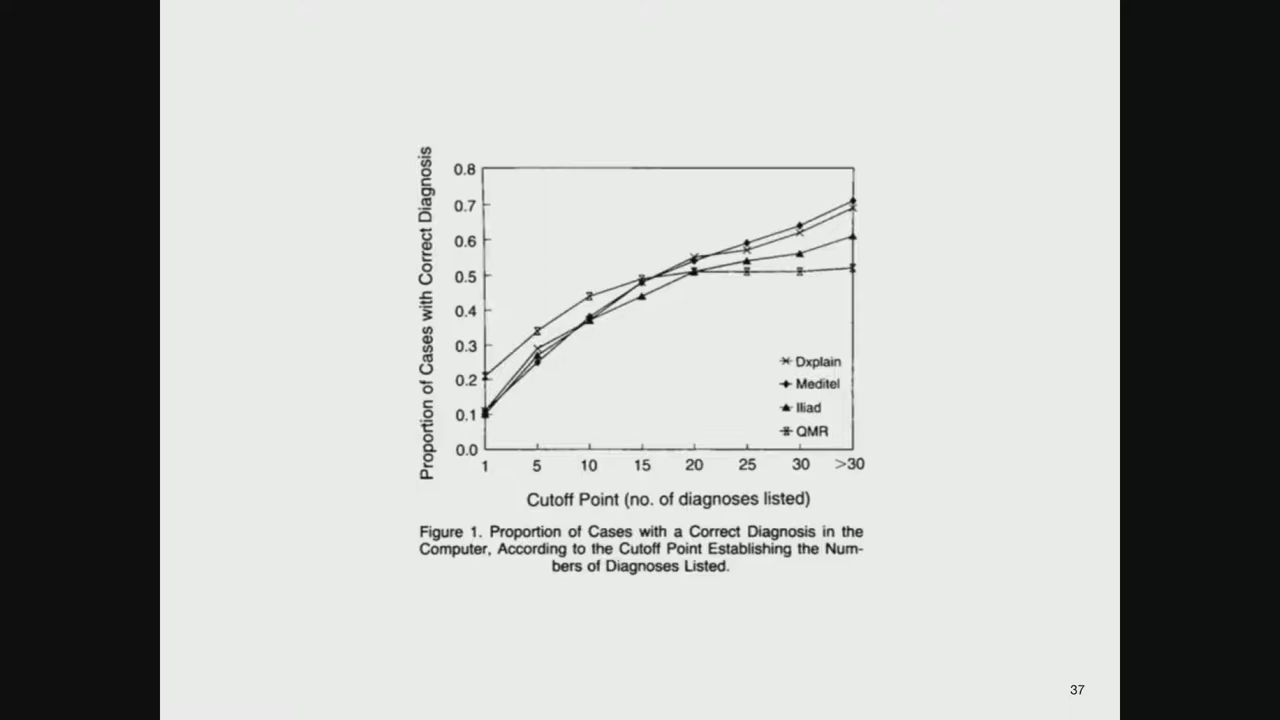 Proportion of Cases with Correct Diagnosis
0.8
0.7
0.6
0.5
0.4
0.3
0.2
0.1
0.0
Dxplain
Meditel
Iliad
QMR
1 5 10 15 20 25 30 >30
Cutoff Point (no. of diagnoses listed)
Figure 1. Proportion of Cases with a Correct Diagnosis in the
Computer, According to the Cutoff Point Establishing the Num-
bers of Diagnoses Listed.
37